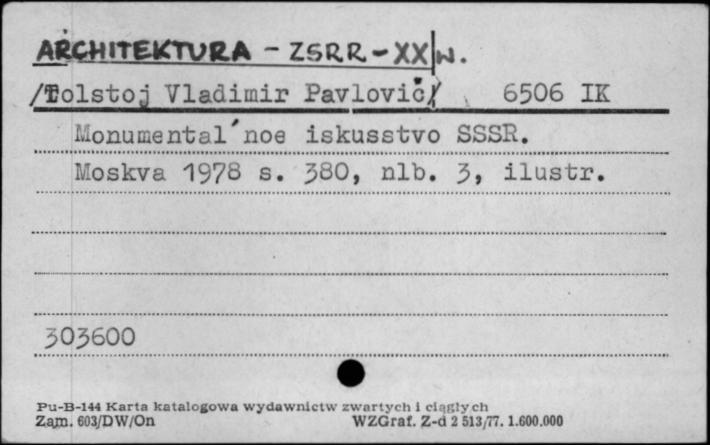 ARCHITEKTURA - ZSRR - XX w.
/Tolstoj Vladimir Pavlovič/ 6506 IK
Monumental´noe iskusstvo SSSR.
Moskva 1978 s. 380, nlb. 3, ilustr.
303600
Pu-B-144 Karta katalogowa wydawnictw zwartych i ciągłych
Zam. 603/DW/On WZGraf. Z-d 2 513/77. 1.600.000